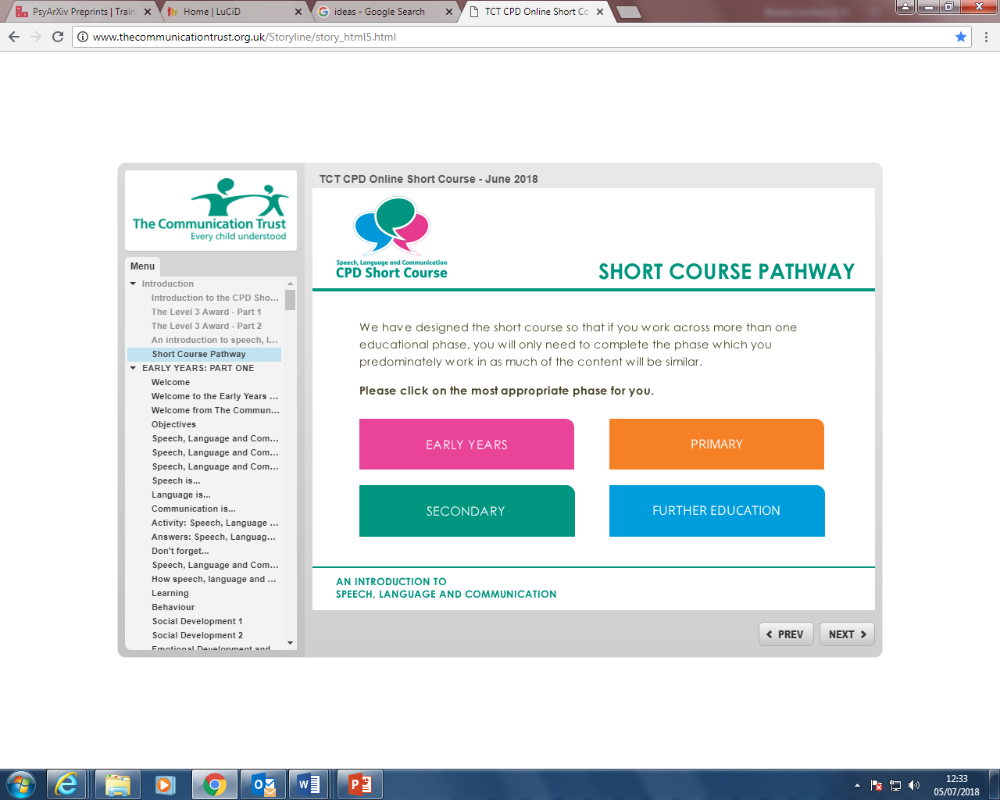 PsyArXiv Preprints | Train
Home | LuCiD
ideas - Google Search
TCT CPD Online Short Co
www.thecommunicationtrust.org.uk/Storyline/story_html5.html
The Communication Trust
Every child understood
Menu
Introduction
Introduction to the CPD Sho...
The Level 3 Award - Part 1
The Level 3 Award - Part 2
An introduction to speech, l...
Short Course Pathway
EARLY YEARS: PART ONE
Welcome
Welcome to the Early Years ...
Welcome from The Commun...
Objectives
Speech, Language and Com...
Speech, Language and Com...
Speech, Language and Com...
Speech is...
Language is...
Communication is...
Activity: Speech, Language ...
Answers: Speech, Languag...
Don't forget...
Speech, Language and Com...
How speech, language and ...
Learning
Behaviour
Social Development 1
Social Development 2
Emotional Development and
TCT CPD Online Short Course - June 2018
Speech, Language and Communication
CPD Short Course
SHORT COURSE PATHWAY
We have designed the short course so that if you work across more than one
educational phase, you will only need to complete the phase which you
predominately work in as much of the content will be similar.
Please click on the most appropriate phase for you.
EARLY YEARS
PRIMARY
SECONDARY
FURTHER EDUCATION
AN INTRODUCTION TO
SPEECH, LANGUAGE AND COMMUNICATION
PREV
NEXT
12:33
05/07/2018